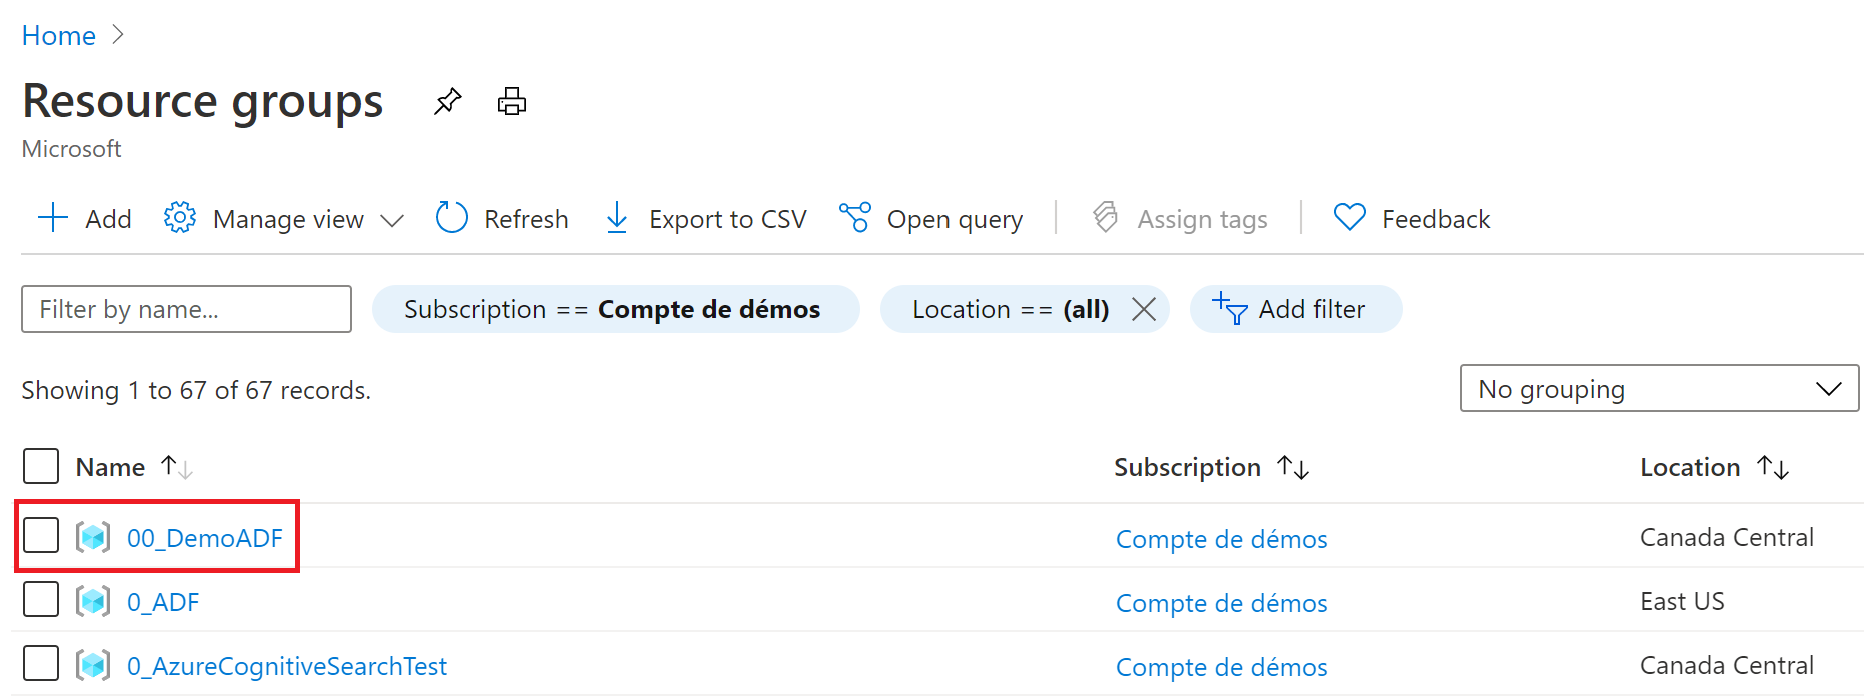 Home
Resource groups
Microsoft
Add Manage view Refresh Export to CSV Open query Assign tags Feedback
Filter by name... Subscription == Compte de démos Location == (all) Add filter
Showing 1 to 67 of 67 records. No grouping
Name Subscription Location
00_DemoADF Compte de démos Canada Central
0_ADF Compte de démos East US
0_AzureCognitiveSearchTest Compte de démos Canada Central